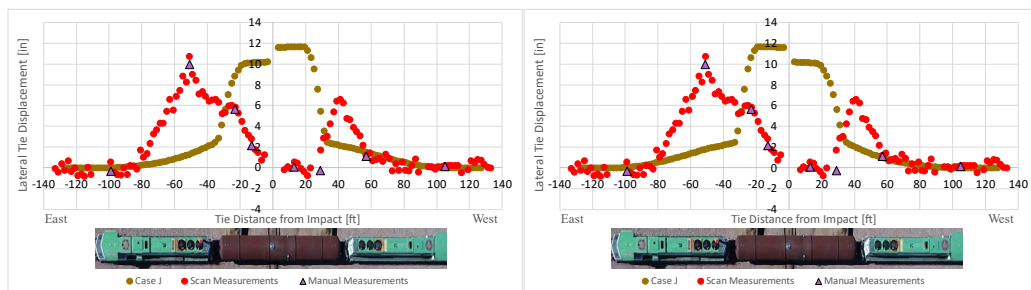 14
12
10
8
6
4
2
0
-2
-4
-140 -120 -100 -80 -60 -40 -20 0 20 40 60 80 100 120 140
Lateral Tie Displacement [in]
East Tie Distance from Impact [ft] West
Case J Scan Measurements Manual Measurements
14
12
10
8
6
4
2
0
-2
-4
-140 -120 -100 -80 -60 -40 -20 0 20 40 60 80 100 120 140
Lateral Tie Displacement [in]
East Tie Distance from Impact [ft] West
Case J Scan Measurements Manual Measurements